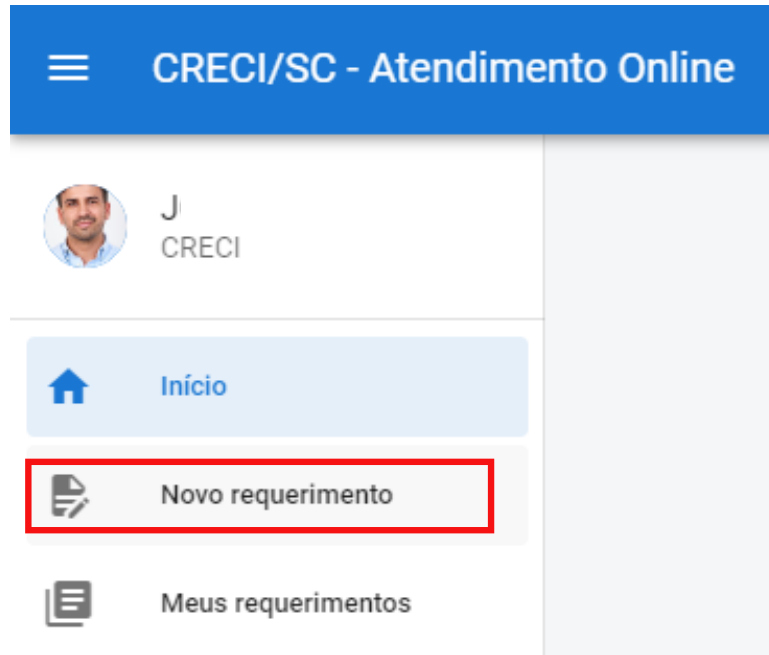 CRECI/SC - Atendimento Online
CRECI
Início
Novo requerimento
Meus requerimentos